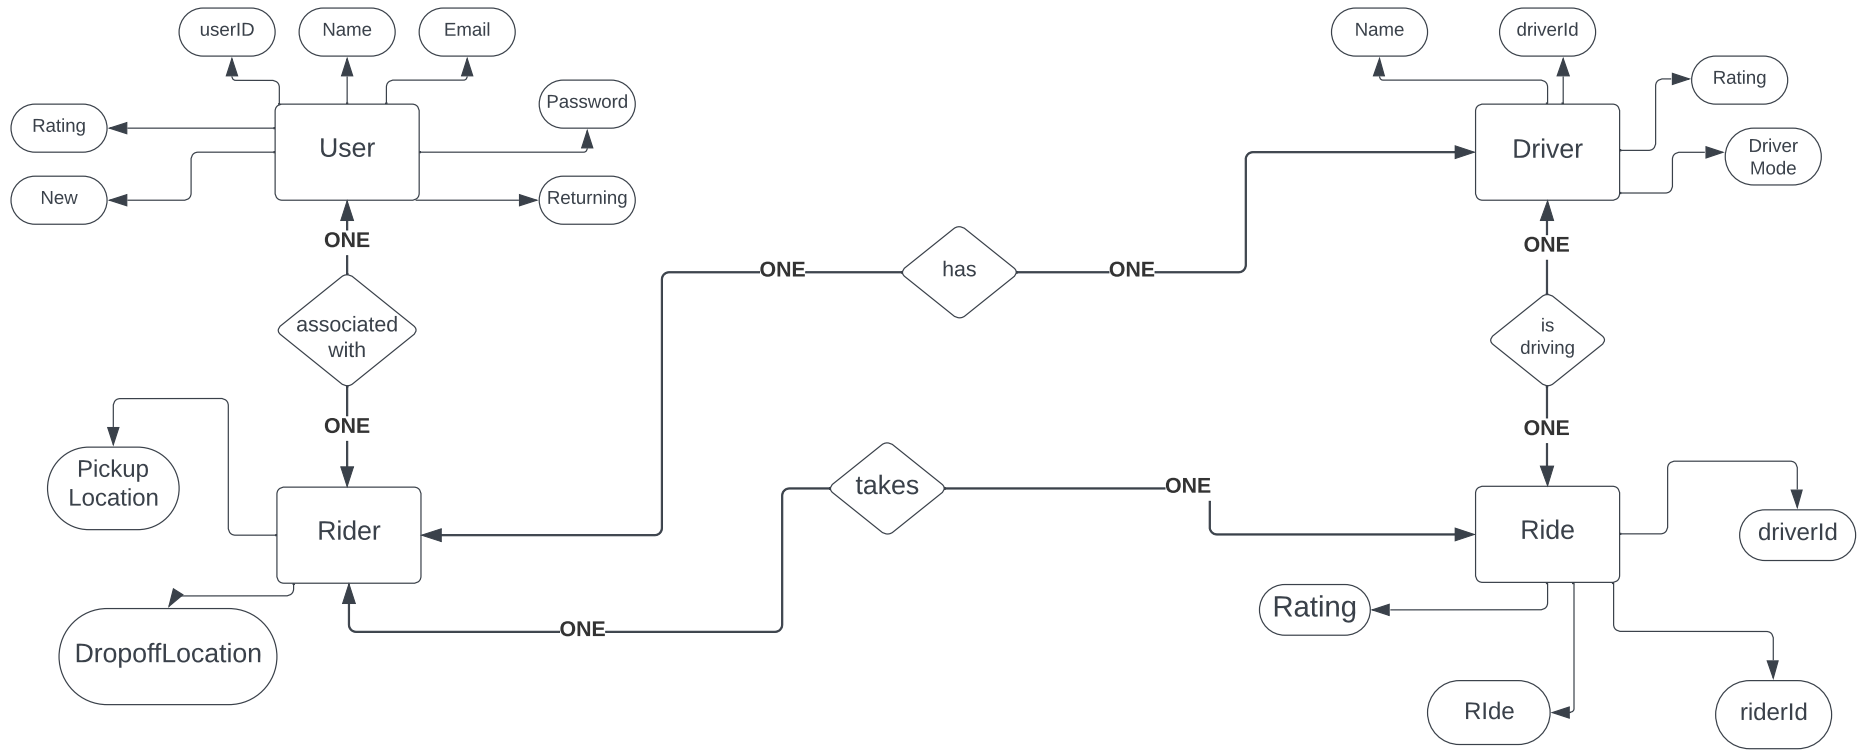 userID
Name
Email
Name
driverId
Rating
Password
Rating
User
Driver
Driver
Mode
New
Returning
ONE
ONE
has
ONE
ONE
associated
with
is
driving
ONE
ONE
Pickup
Location
takes
ONE
Rider
Ride
driverId
Rating
ONE
DropoffLocation
RIde
riderId